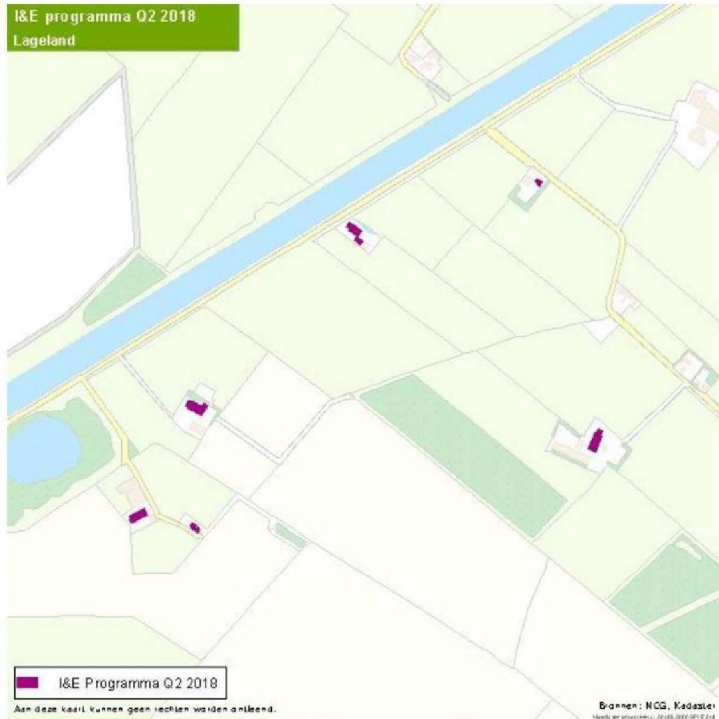 I&E programma Q2 2018
Lageland
I&E Programma Q2 2018
Aan deze kaart kunnen geen rechten worden ontleend.
Bronnen: NCG, Kadaster